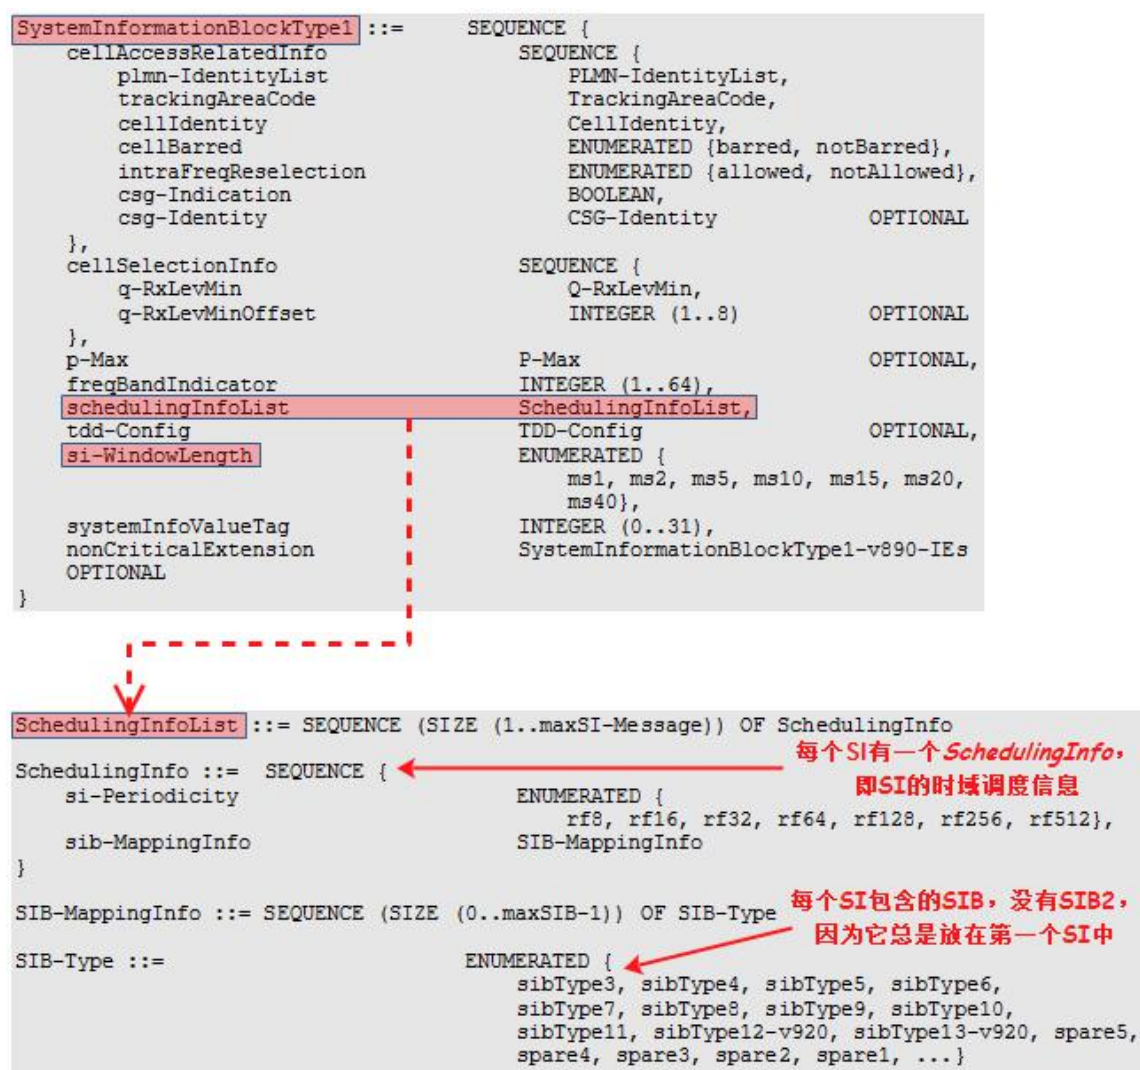 SystemInformationBlockType1 ::= SEQUENCE {
cellAccessRelatedInfo SEQUENCE {
plmn-IdentityList PLMN-IdentityList,
trackingAreaCode TrackingAreaCode,
cellIdentity CellIdentity,
cellBarred ENUMERATED {barred, notBarred},
intraFreqReselection ENUMERATED {allowed, notAllowed},
csg-Indication BOOLEAN,
csg-Identity CSG-Identity OPTIONAL
},
cellSelectionInfo SEQUENCE {
q-RxLevMin Q-RxLevMin,
q-RxLevMinOffset INTEGER (1..8) OPTIONAL
},
p-Max P-Max OPTIONAL,
freqBandIndicator INTEGER (1..64),
schedulingInfoList SchedulingInfoList,
tdd-Config TDD-Config OPTIONAL,
si-WindowLength ENUMERATED {
ms1, ms2, ms5, ms10, ms15, ms20,
ms40},
systemInfoValueTag INTEGER (0..31),
nonCriticalExtension SystemInformationBlockType1-v890-IEs
OPTIONAL
}
SchedulingInfoList ::= SEQUENCE (SIZE (1..maxSI-Message)) OF SchedulingInfo
每个SI有一个SchedulingInfo，
即SI的时域调度信息
SchedulingInfo ::= SEQUENCE {
si-Periodicity ENUMERATED {
rf8, rf16, rf32, rf64, rf128, rf256, rf512},
sib-MappingInfo SIB-MappingInfo
}
SIB-MappingInfo ::= SEQUENCE (SIZE (0..maxSIB-1)) OF SIB-Type
每个SI包含的SIB，没有SIB2，
因为它总是放在第一个SI中
SIB-Type ::= ENUMERATED {
sibType3, sibType4, sibType5, sibType6,
sibType7, sibType8, sibType9, sibType10,
sibType11, sibType12-v920, sibType13-v920, spare5,
spare4, spare3, spare2, spare1, ...}